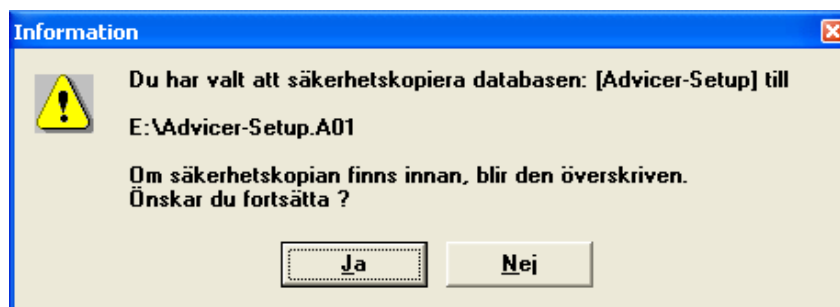 Information
Du har valt att säkerhetskopiera databasen: [Advicer-Setup] till
E:\Advicer-Setup.A01
Om säkerhetskopian finns innan, blir den överskriven.
Önskar du fortsätta ?
Ja
Nej